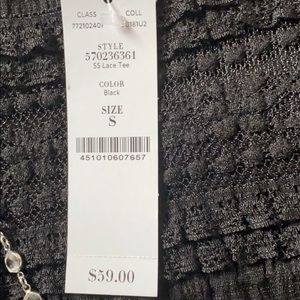 CLASS COLL
STYLE
570236361
SS Lace Tee
COLOR
Black
SIZE
S
451010607657
$59.00